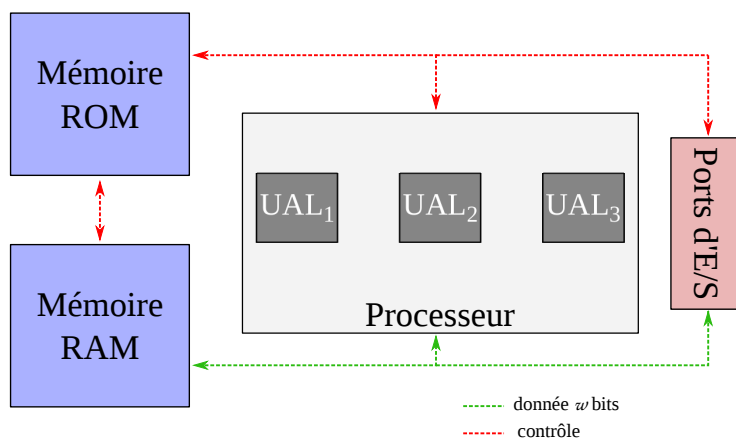 Mémoire
ROM
UAL₁
UAL₂
UAL₃
Ports d'E/S
Mémoire
RAM
Processeur
donnée w bits
contrôle